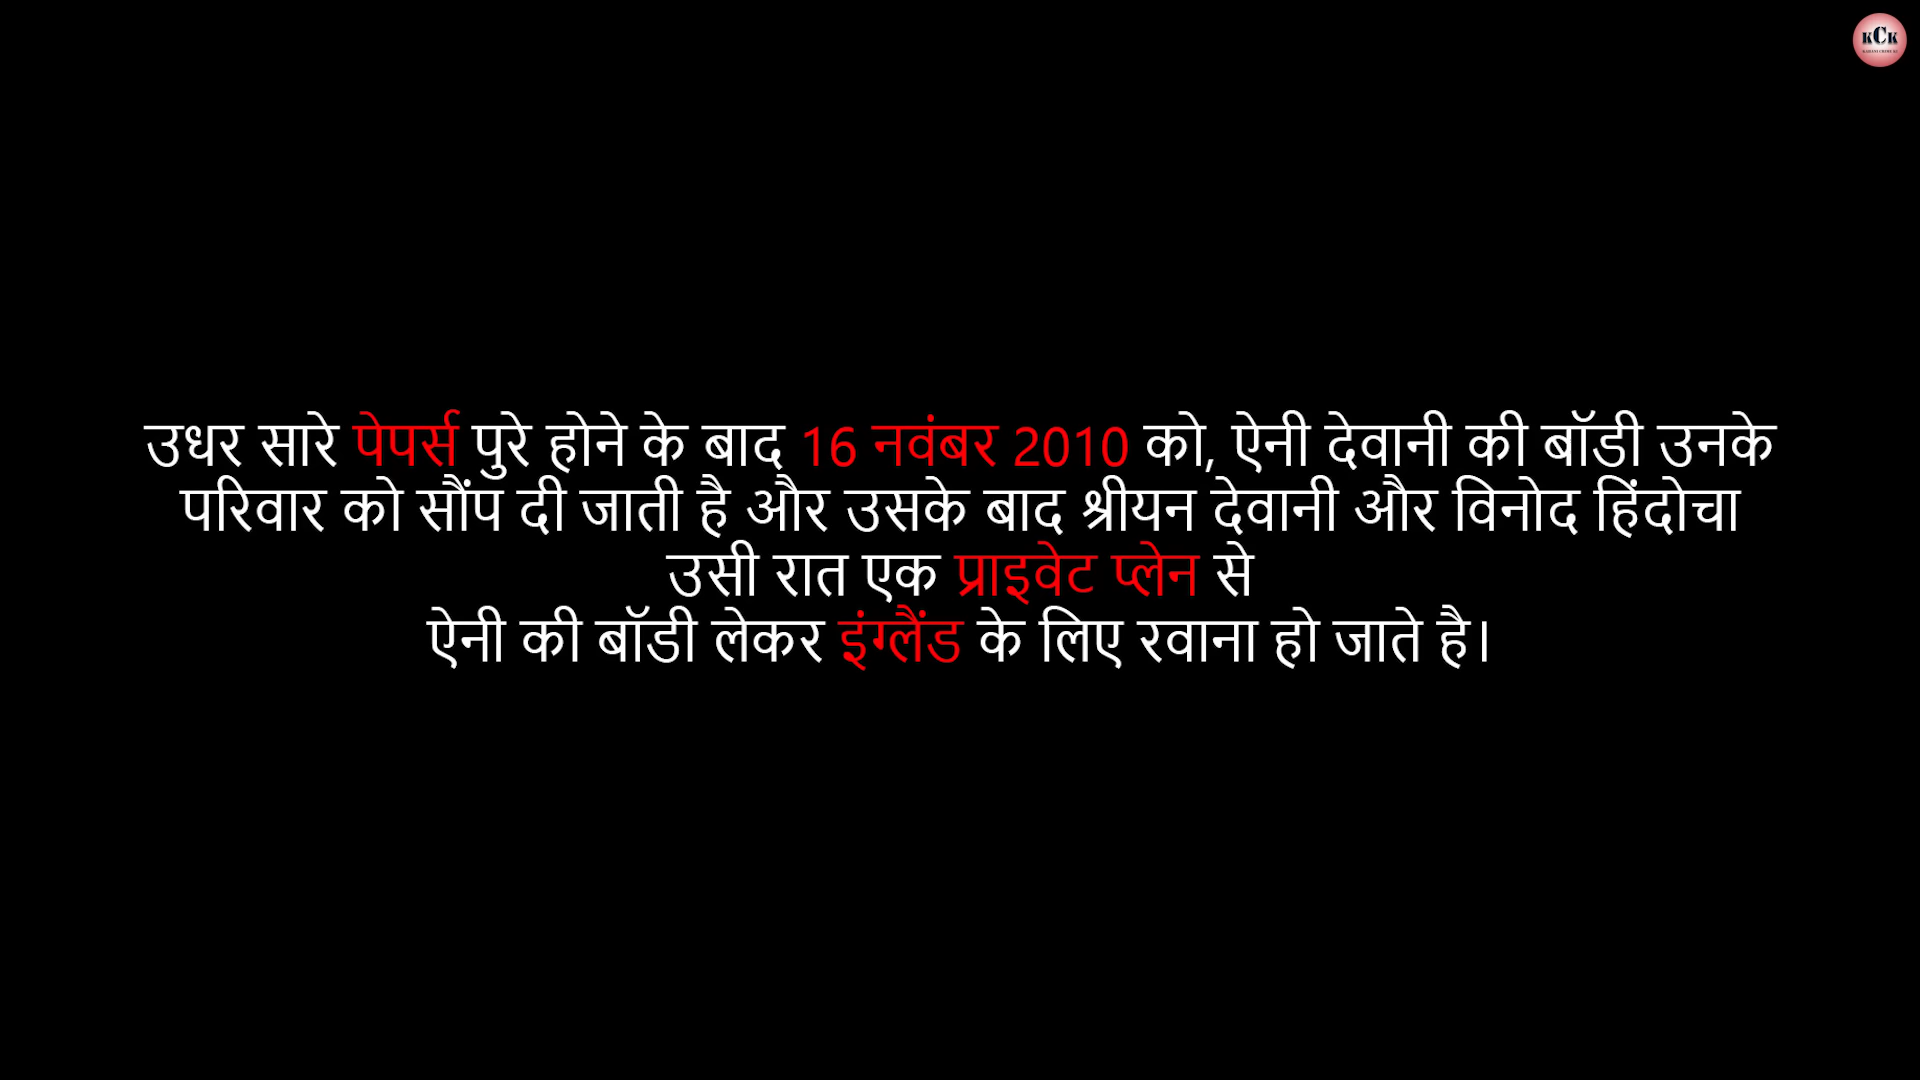 KCK
उधर सारे पेपर्स पुरे होने के बाद 16 नवंबर 2010 को, ऐनी देवानी की बॉडी उनके
परिवार को सौंप दी जाती है और उसके बाद श्रीयन देवानी और विनोद हिंदोचा
उसी रात एक प्राइवेट प्लेन से
ऐनी की बॉडी लेकर इंग्लैंड के लिए रवाना हो जाते है।